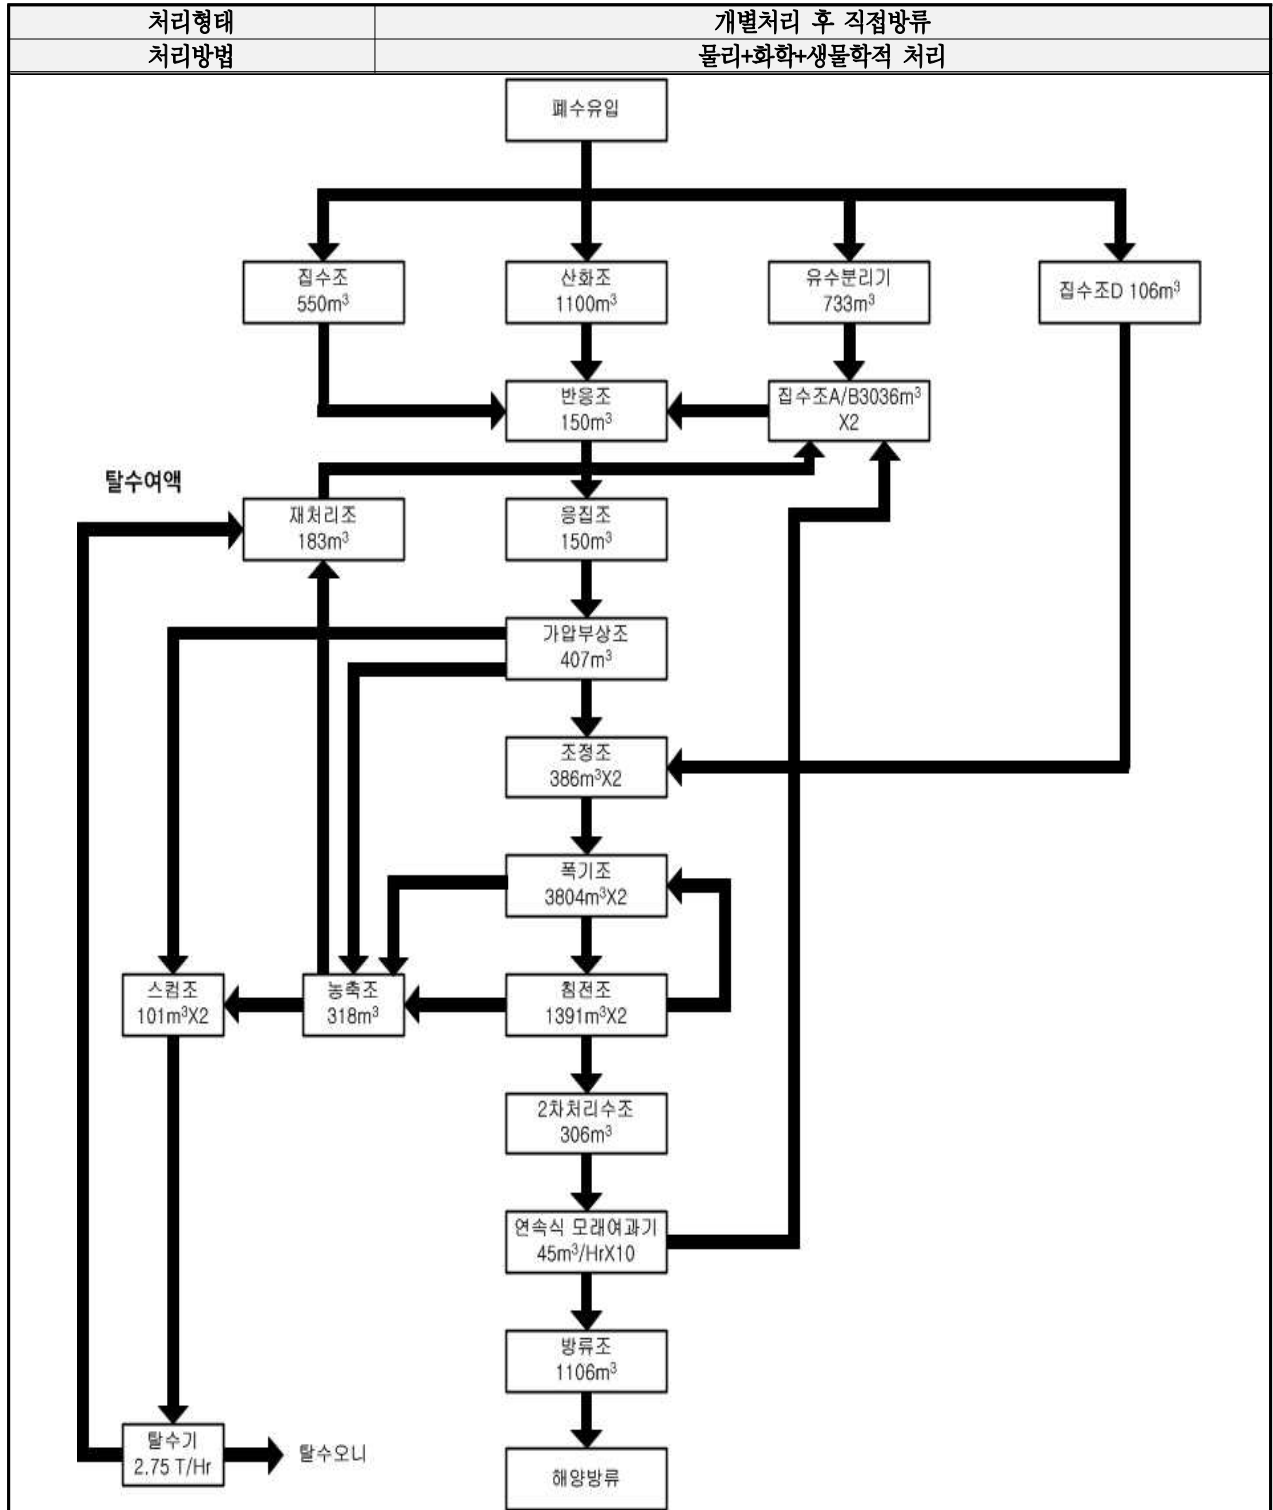 처리형태
개별처리 후 직접방류
처리방법
물리+화학+생물학적 처리
폐수유입
집수조
550m³
산화조
1100m³
유수분리기
733m³
집수조D 106m³
반응조
150m³
집수조A/B3036m³
X2
탈수여액
재처리조
183m³
응집조
150m³
가압부상조
407m³
조정조
386m³X2
폭기조
3804m³X2
스컴조
101m³X2
농축조
318m³
침전조
1391m³X2
2차처리수조
306m³
연속식 모래여과기
45m³/HrX10
방류조
1106m³
탈수기
2.75 T/Hr
탈수오니
해양방류